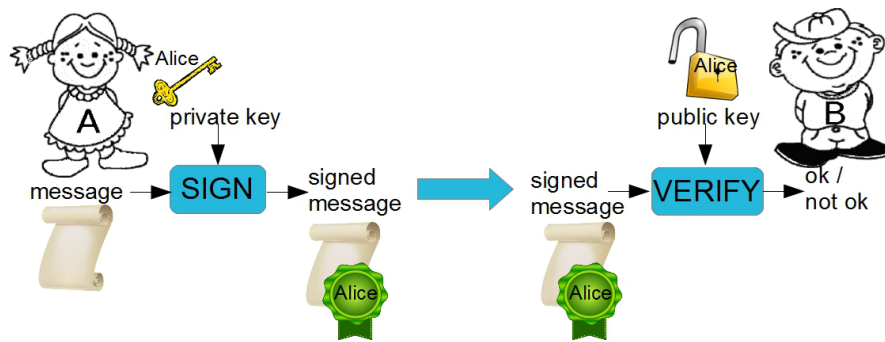 Alice
A
private key
message
SIGN
signed
message
Alice
Alice
B
public key
signed
message
VERIFY
ok /
not ok
Alice